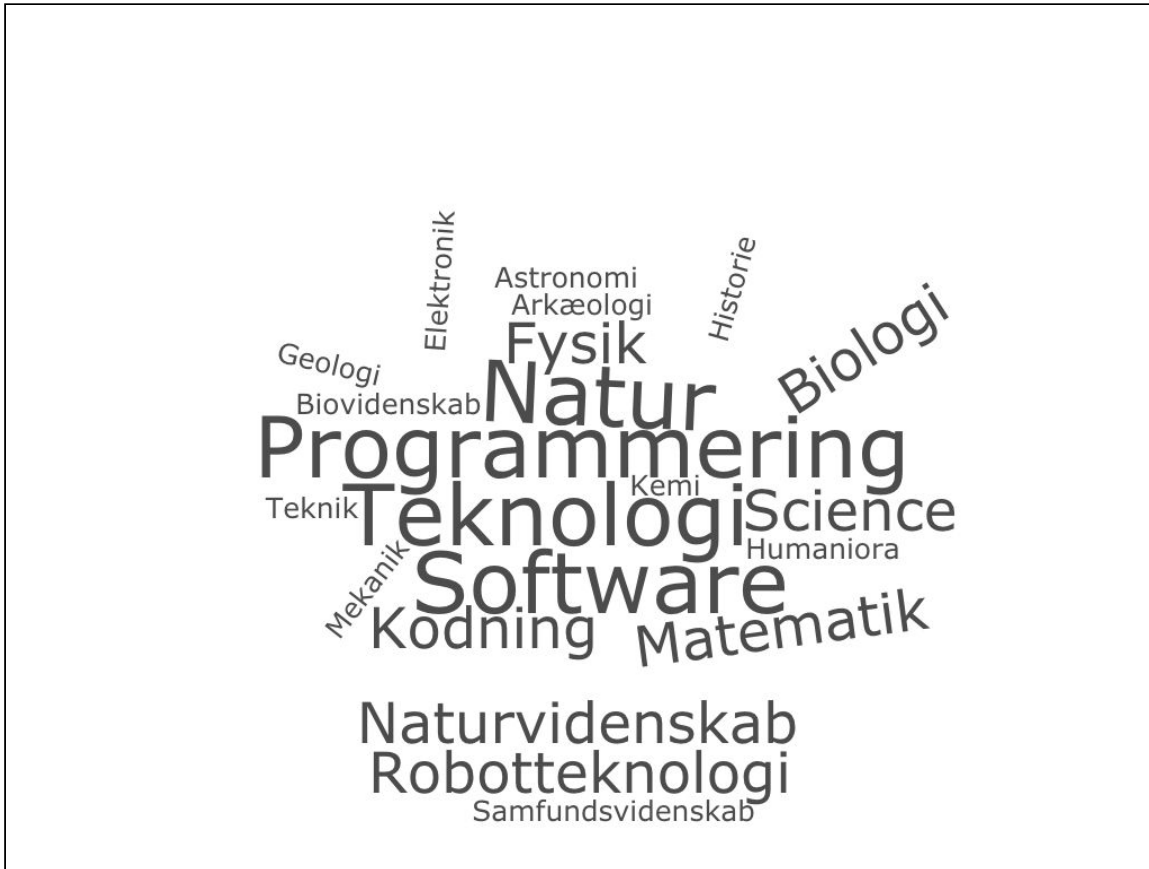 Elektronik
Historie
Astronomi
Arkæologi
Biologi
Fysik
Geologi
Natur
Biovidenskab
Programmering
Kemi
Teknologi
Teknik
Science
Humaniora
Mekanik
Software
Kodning
Matematik
Naturvidenskab
Robotteknologi
Samfundsvidenskab